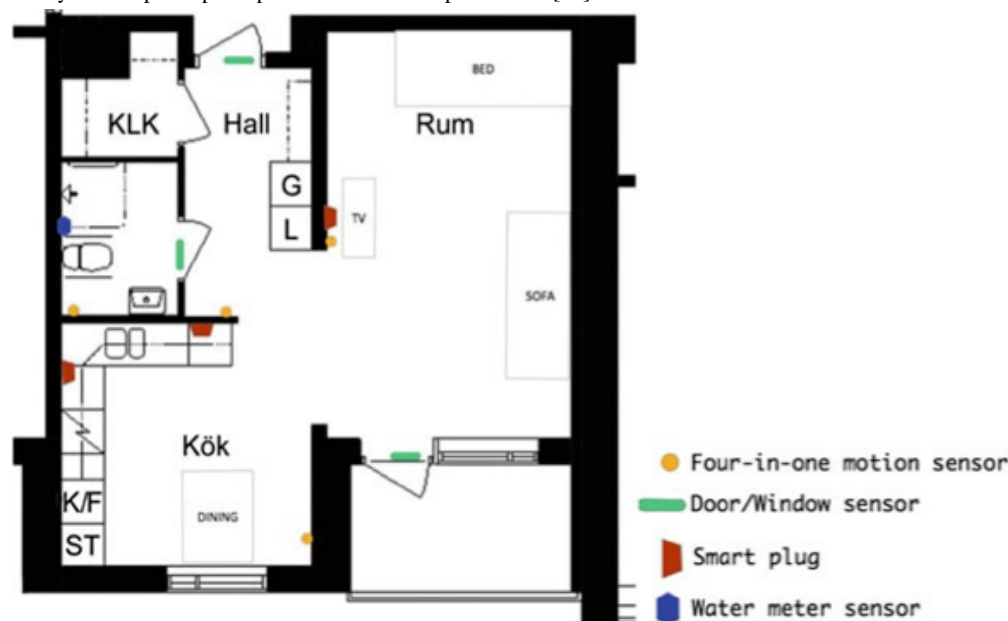 BED
KLK
Hall
Rum
G
TV
L
SOFA
Kök
K/F
DINING
ST
Four-in-one motion sensor
Door/Window sensor
Smart plug
Water meter sensor